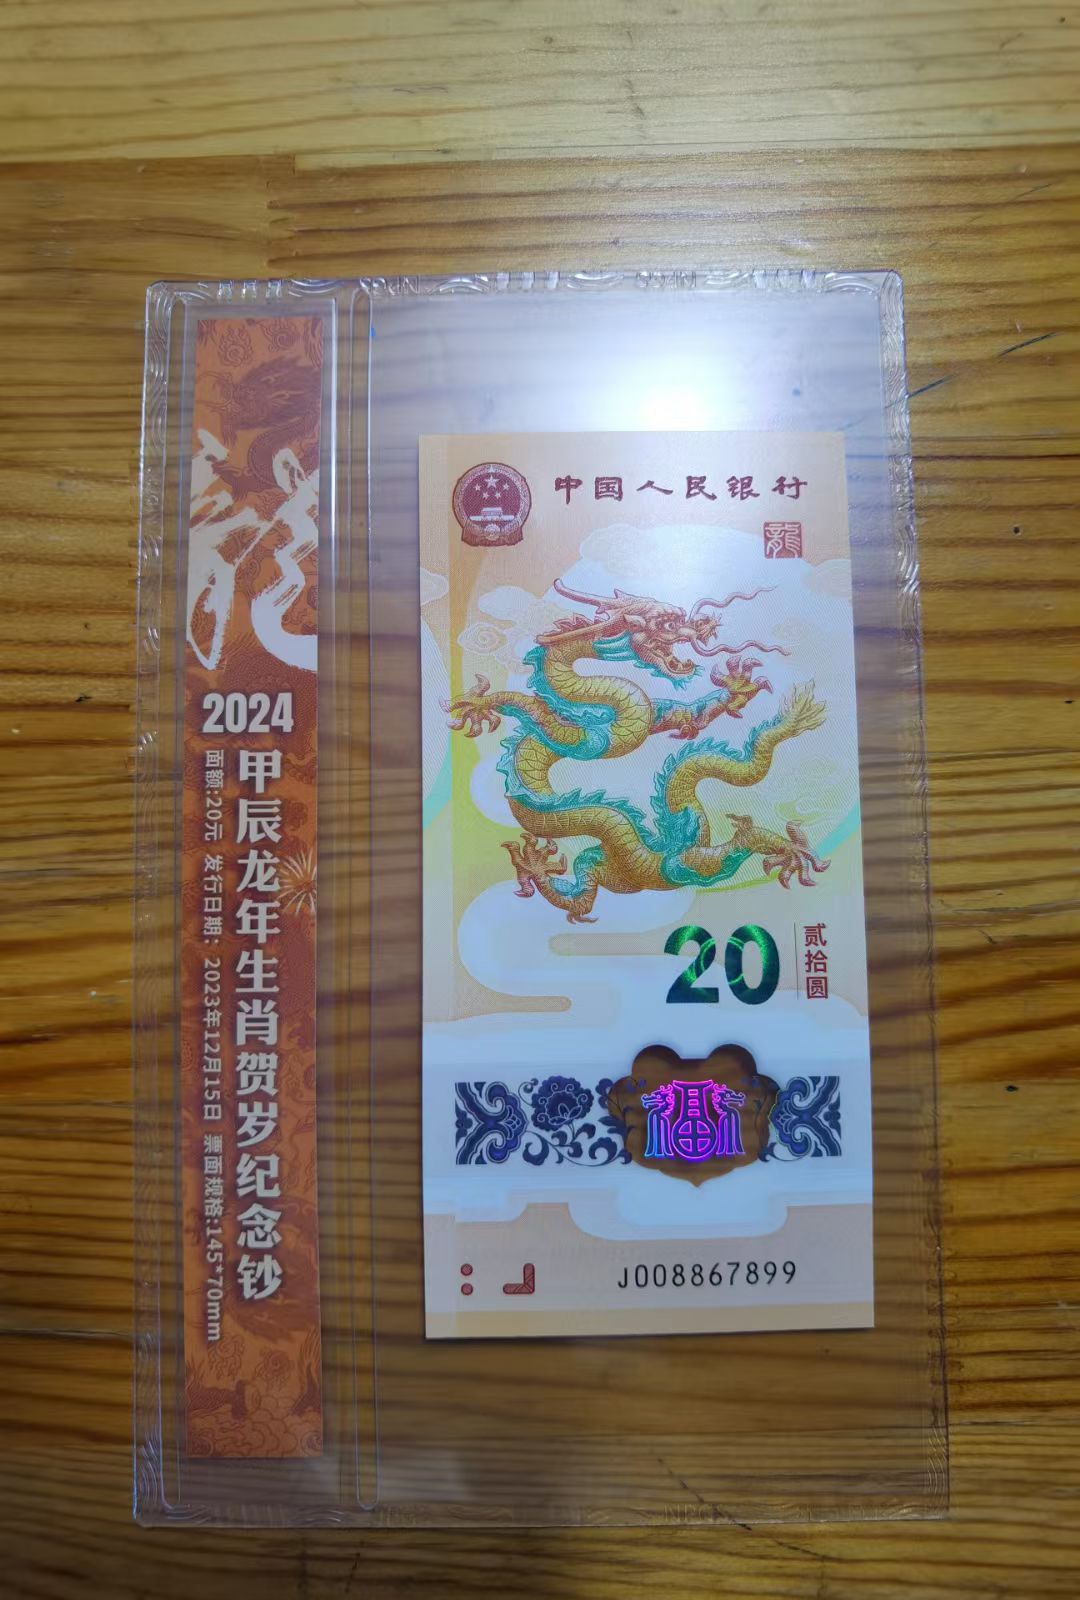 龍
2024
甲辰龙年生肖贺岁纪念钞
面额:20元 发行日期：2023年12月15日 票面规格:145*70mm
中国人民银行
龍
20
贰拾圆
福
J008867899